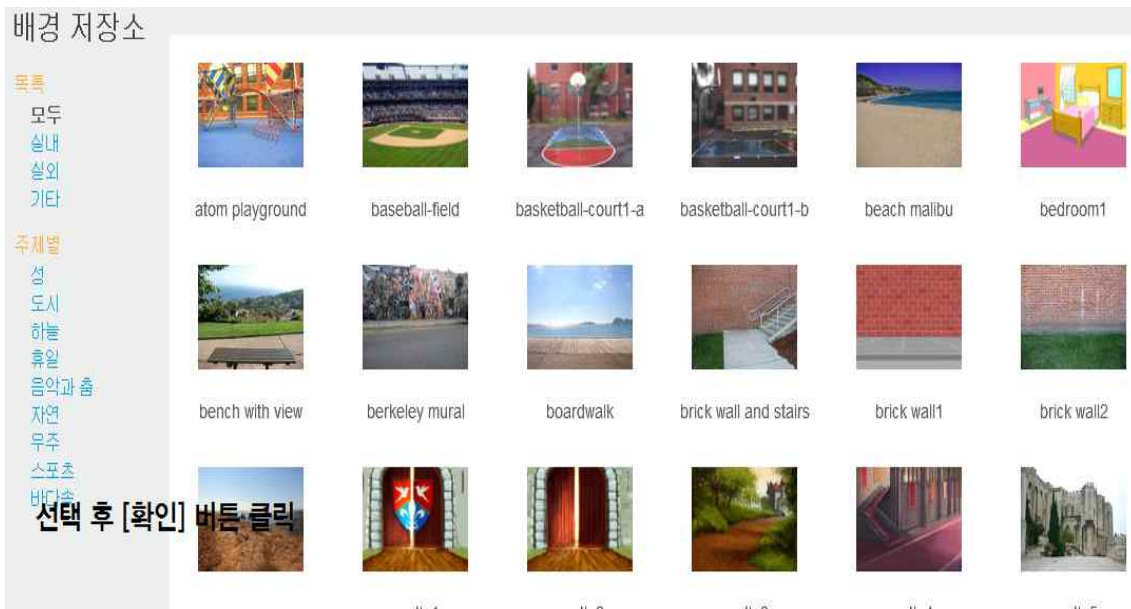 배경 저장소
목록
모두
실내
실외
기타
주제별
성
도시
하늘
휴일
음악과 춤
자연
우주
스포츠
바다속
선택 후 [확인] 버튼 클릭
atom playground
baseball-field
basketball-court1-a
basketball-court1-b
beach malibu
bedroom1
bench with view
berkeley mural
boardwalk
brick wall and stairs
brick wall1
brick wall2